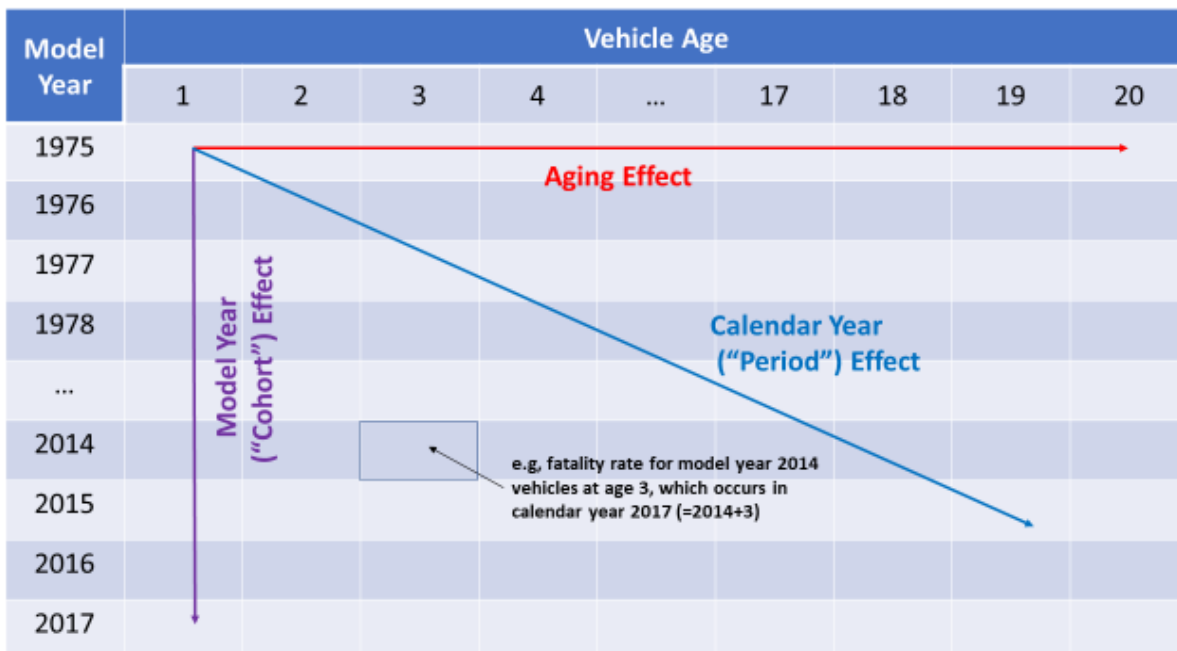 Model
Year
Vehicle Age
1 2 3 4 ... 17 18 19 20
1975
1976
1977
1978
...
2014
2015
2016
2017
Aging Effect
Model Year
("Cohort") Effect
Calendar Year
("Period") Effect
e.g, fatality rate for model year 2014
vehicles at age 3, which occurs in
calendar year 2017 (=2014+3)